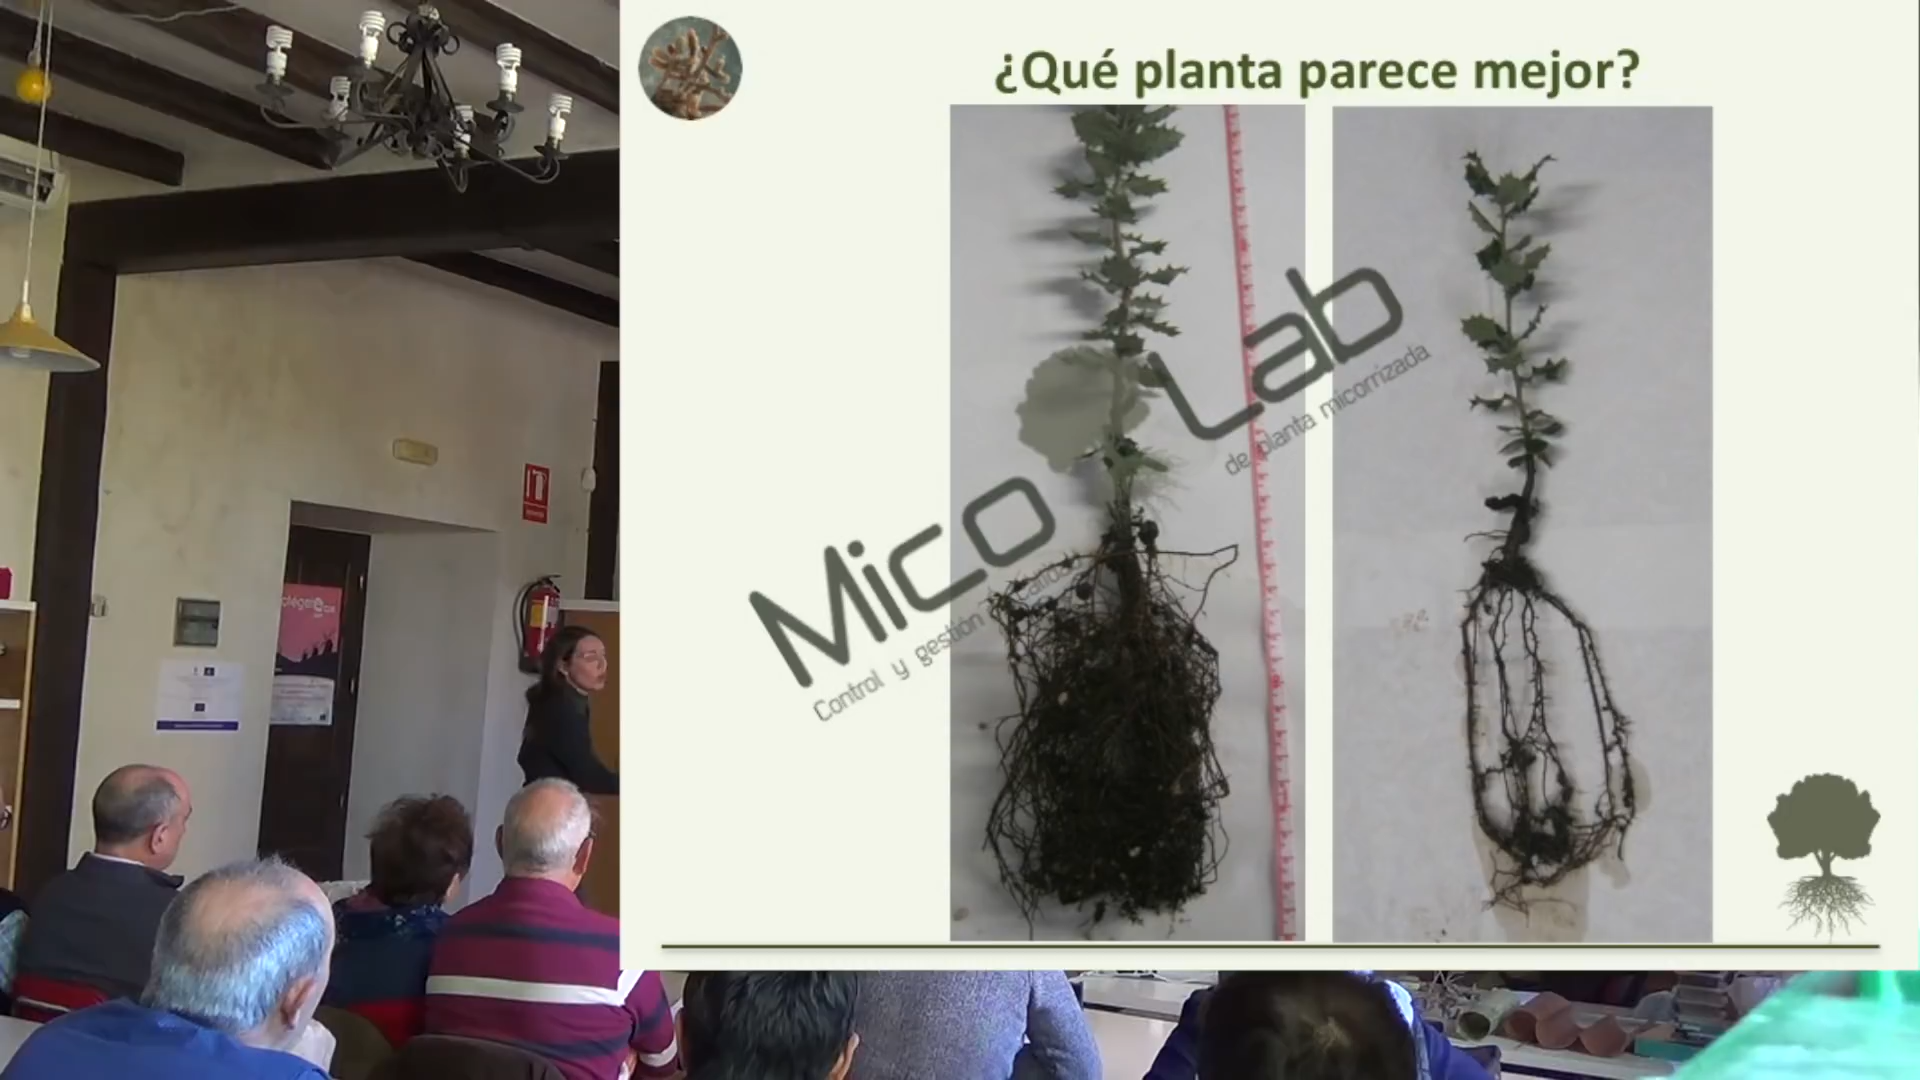 ¿Qué planta parece mejor?
Mico Lab
Control y gestión
de planta micorrizada